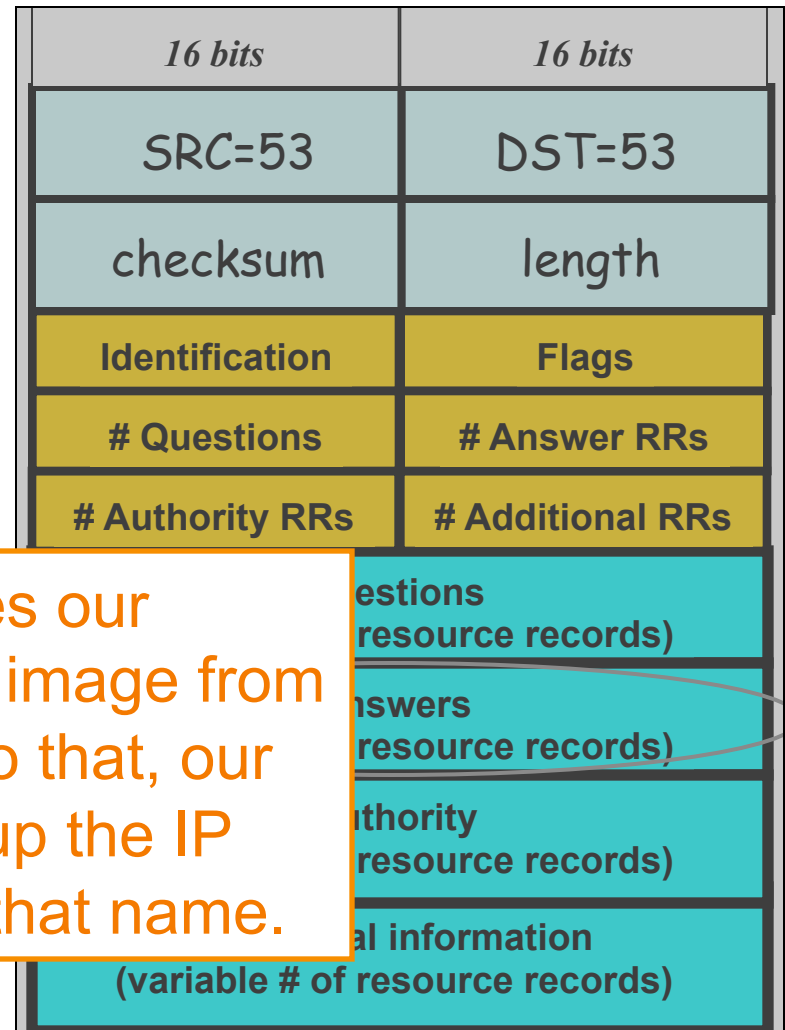 16 bits 16 bits
SRC=53 DST=53
checksum length
Identification Flags
# Questions # Answer RRs
# Authority RRs # Additional RRs
estions
resource records)
nswers
resource records)
thority
resource records)
al information
(variable # of resource records)
es our
image from
o that, our
up the IP
that name.